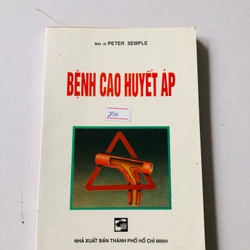 Bác sĩ PETER SEMPLE
BỆNH CAO HUYẾT ÁP
NHÀ XUẤT BẢN THÀNH PHỐ HỒ CHÍ MINH